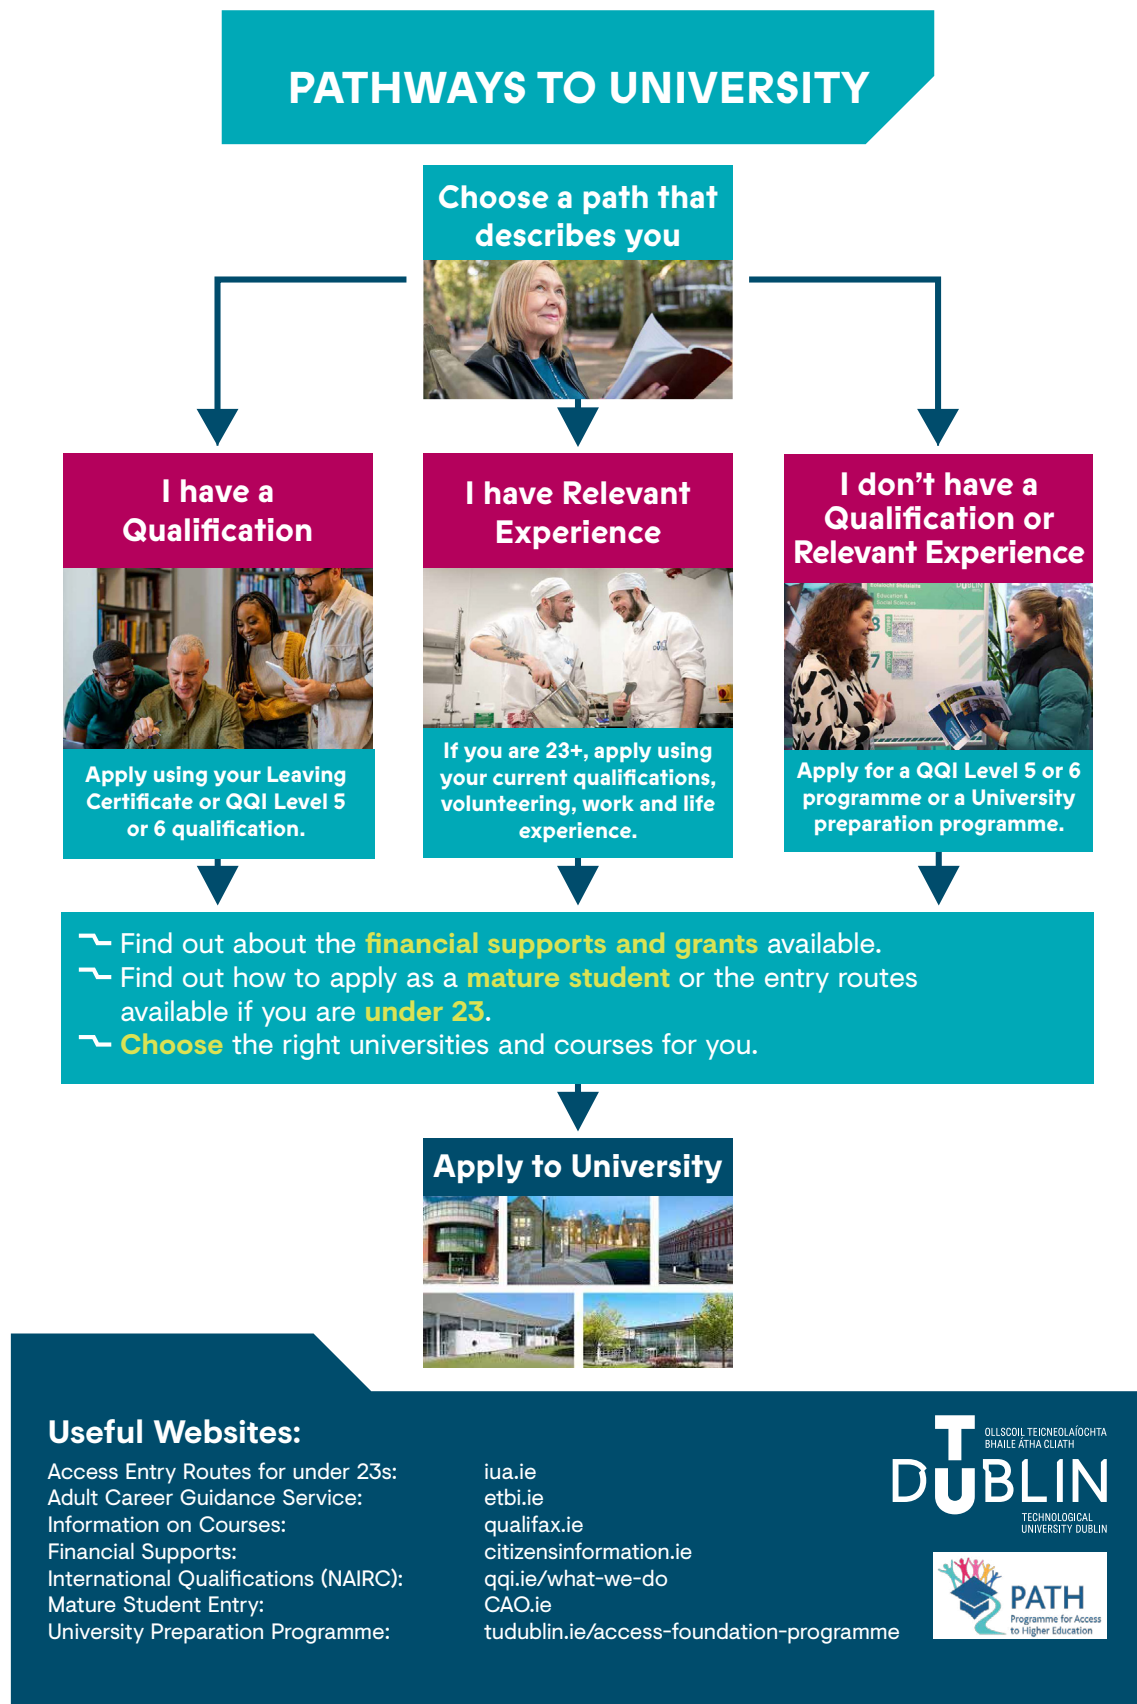 PATHWAYS TO UNIVERSITY
Choose a path that
describes you
I have a
Qualification
Apply using your Leaving
Certificate or QQI Level 5
or 6 qualification.
I have Relevant
Experience
DUBLIN
If you are 23+, apply using
your current qualifications,
volunteering, work and life
experience.
I don't have a
Qualification or
Relevant Experience
DUBLIN
Education &
Social Sciences
8
7
Apply for a QQI Level 5 or 6
programme or a University
preparation programme.
Find out about the financial supports and grants available.
Find out how to apply as a mature student or the entry routes
available if you are under 23.
Choose the right universities and courses for you.
Apply to University
Useful Websites:
Access Entry Routes for under 23s: iua.ie
Adult Career Guidance Service: etbi.ie
Information on Courses: qualifax.ie
Financial Supports: citizensinformation.ie
International Qualifications (NAIRC): qqi.ie/what-we-do
Mature Student Entry: CAO.ie
University Preparation Programme: tudublin.ie/access-foundation-programme
OLLSCOIL TEICNEOLAÍOCHTA
BHAILE ÁTHA CLIATH
T
DUBLIN
TECHNOLOGICAL
UNIVERSITY DUBLIN
PATH
Programme for Access
to Higher Education